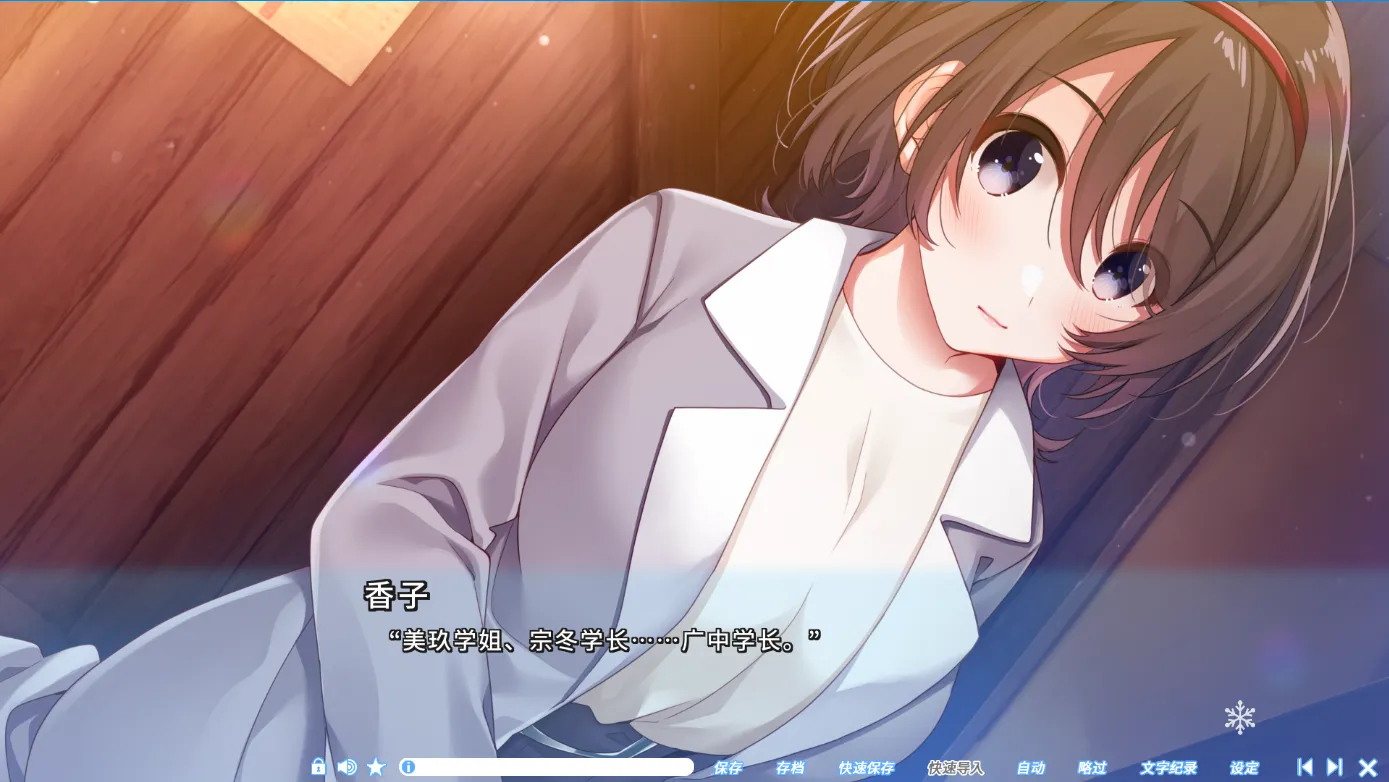 香子
“美玖学姐、宗冬学长……广中学长。”
保存 存档 快速保存 快速导入 自动 略过 文字纪录 设定